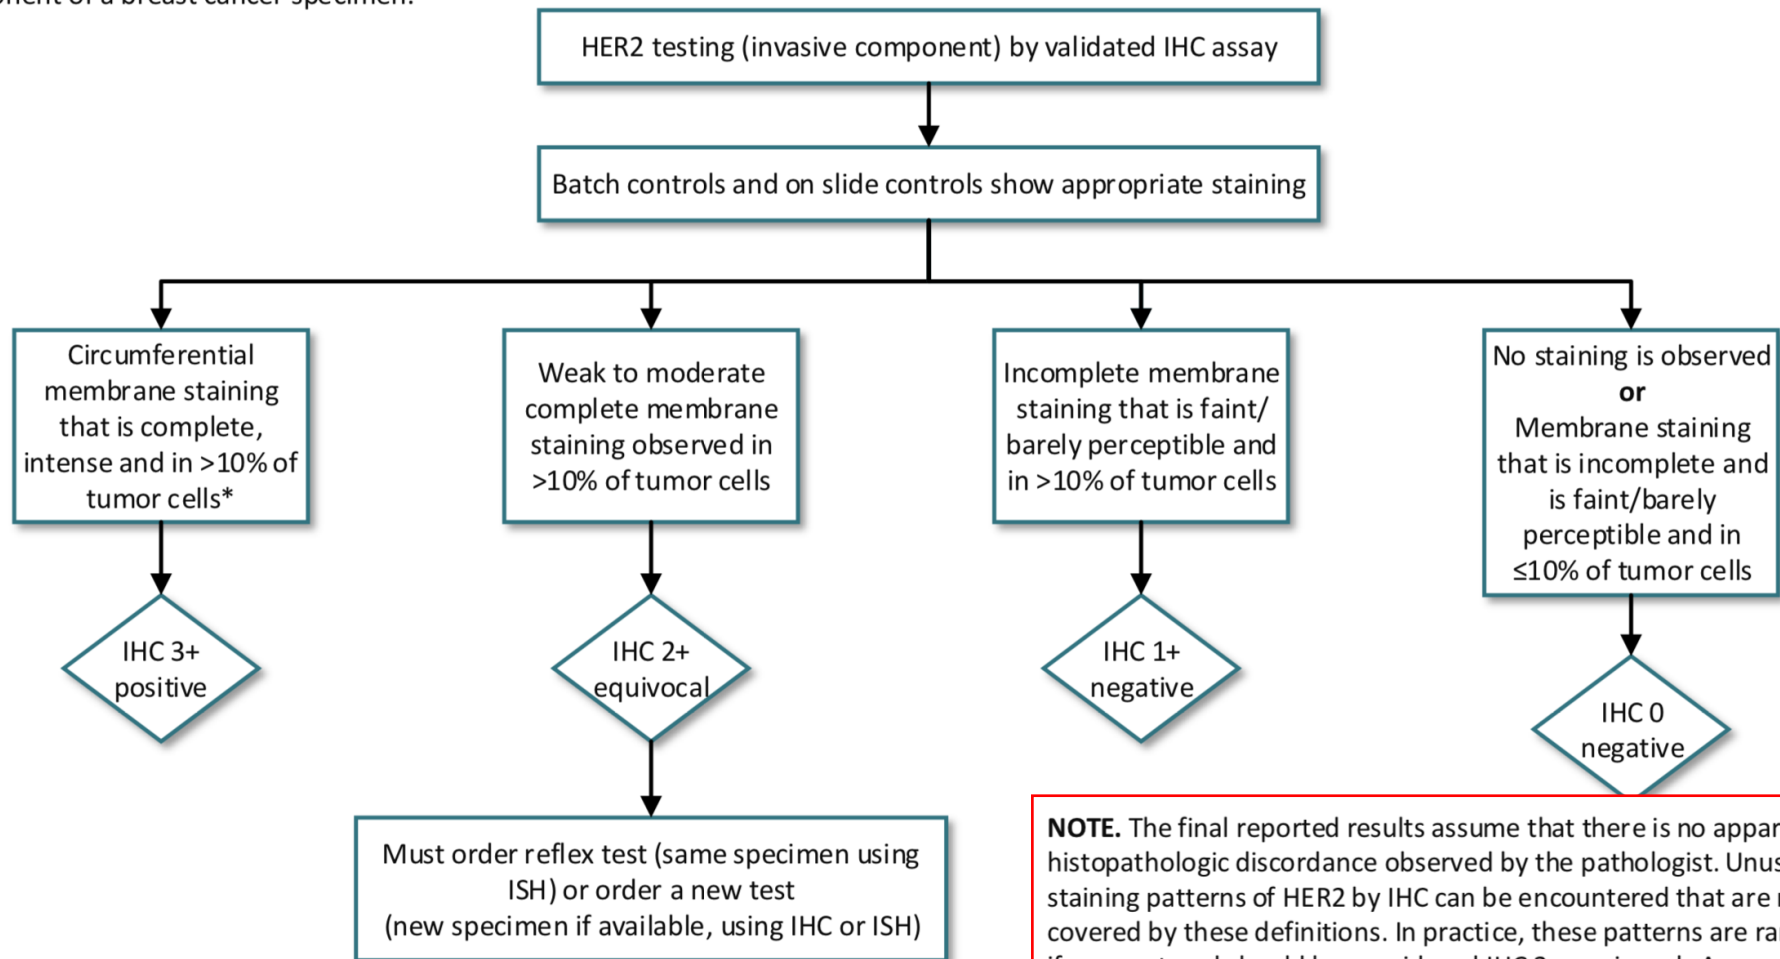 of a breast cancer specimen.
HER2 testing (invasive component) by validated IHC assay
Batch controls and on slide controls show appropriate staining
Circumferential
membrane staining
that is complete,
intense and in >10% of
tumor cells*
Weak to moderate
complete membrane
staining observed in
>10% of tumor cells
Incomplete membrane
staining that is faint/
barely perceptible and
in >10% of tumor cells
No staining is observed
or
Membrane staining
that is incomplete and
is faint/barely
perceptible and in
≤10% of tumor cells
IHC 3+
positive
IHC 2+
equivocal
IHC 1+
negative
IHC 0
negative
Must order reflex test (same specimen using
ISH) or order a new test
(new specimen if available, using IHC or ISH)
NOTE. The final reported results assume that there is no
histopathologic discordance observed by the pathologist.
staining patterns of HER2 by IHC can be encountered that are
covered by these definitions. In practice, these patterns are